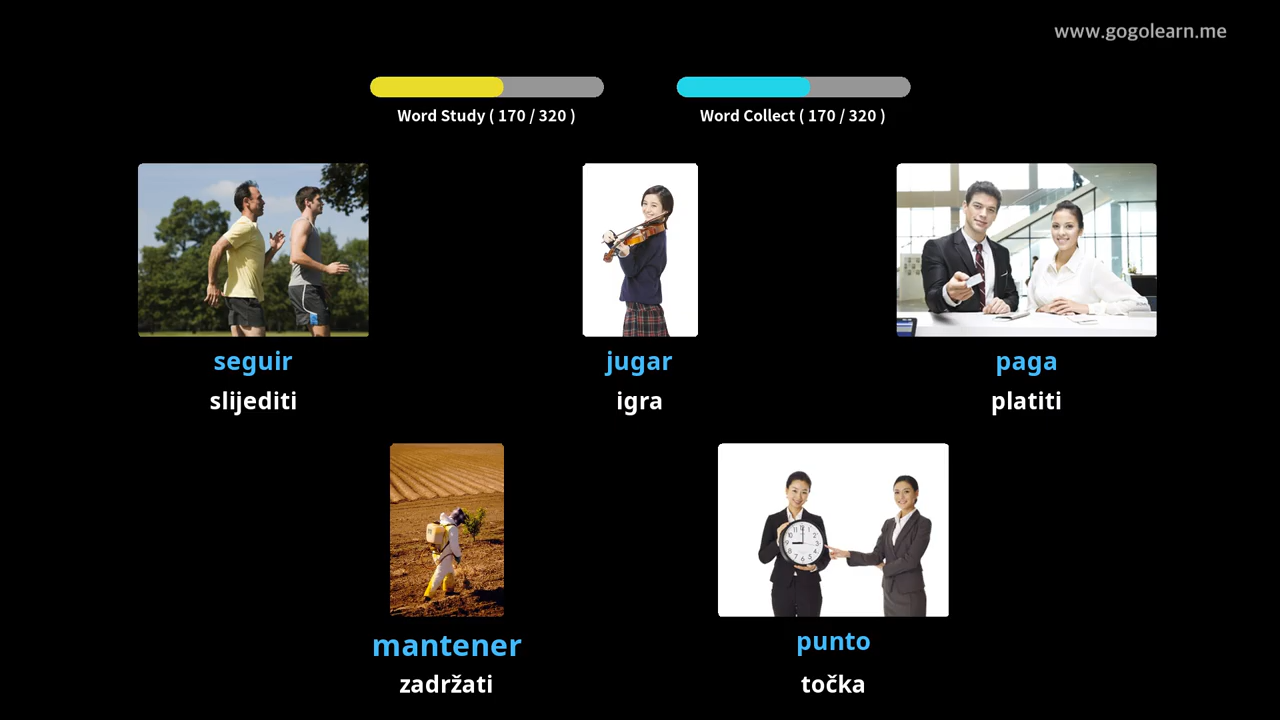 www.gogolearn.me
Word Study ( 170 / 320 )
Word Collect ( 170 / 320 )
seguir
slijediti
jugar
igra
paga
platiti
mantener
zadržati
punto
točka